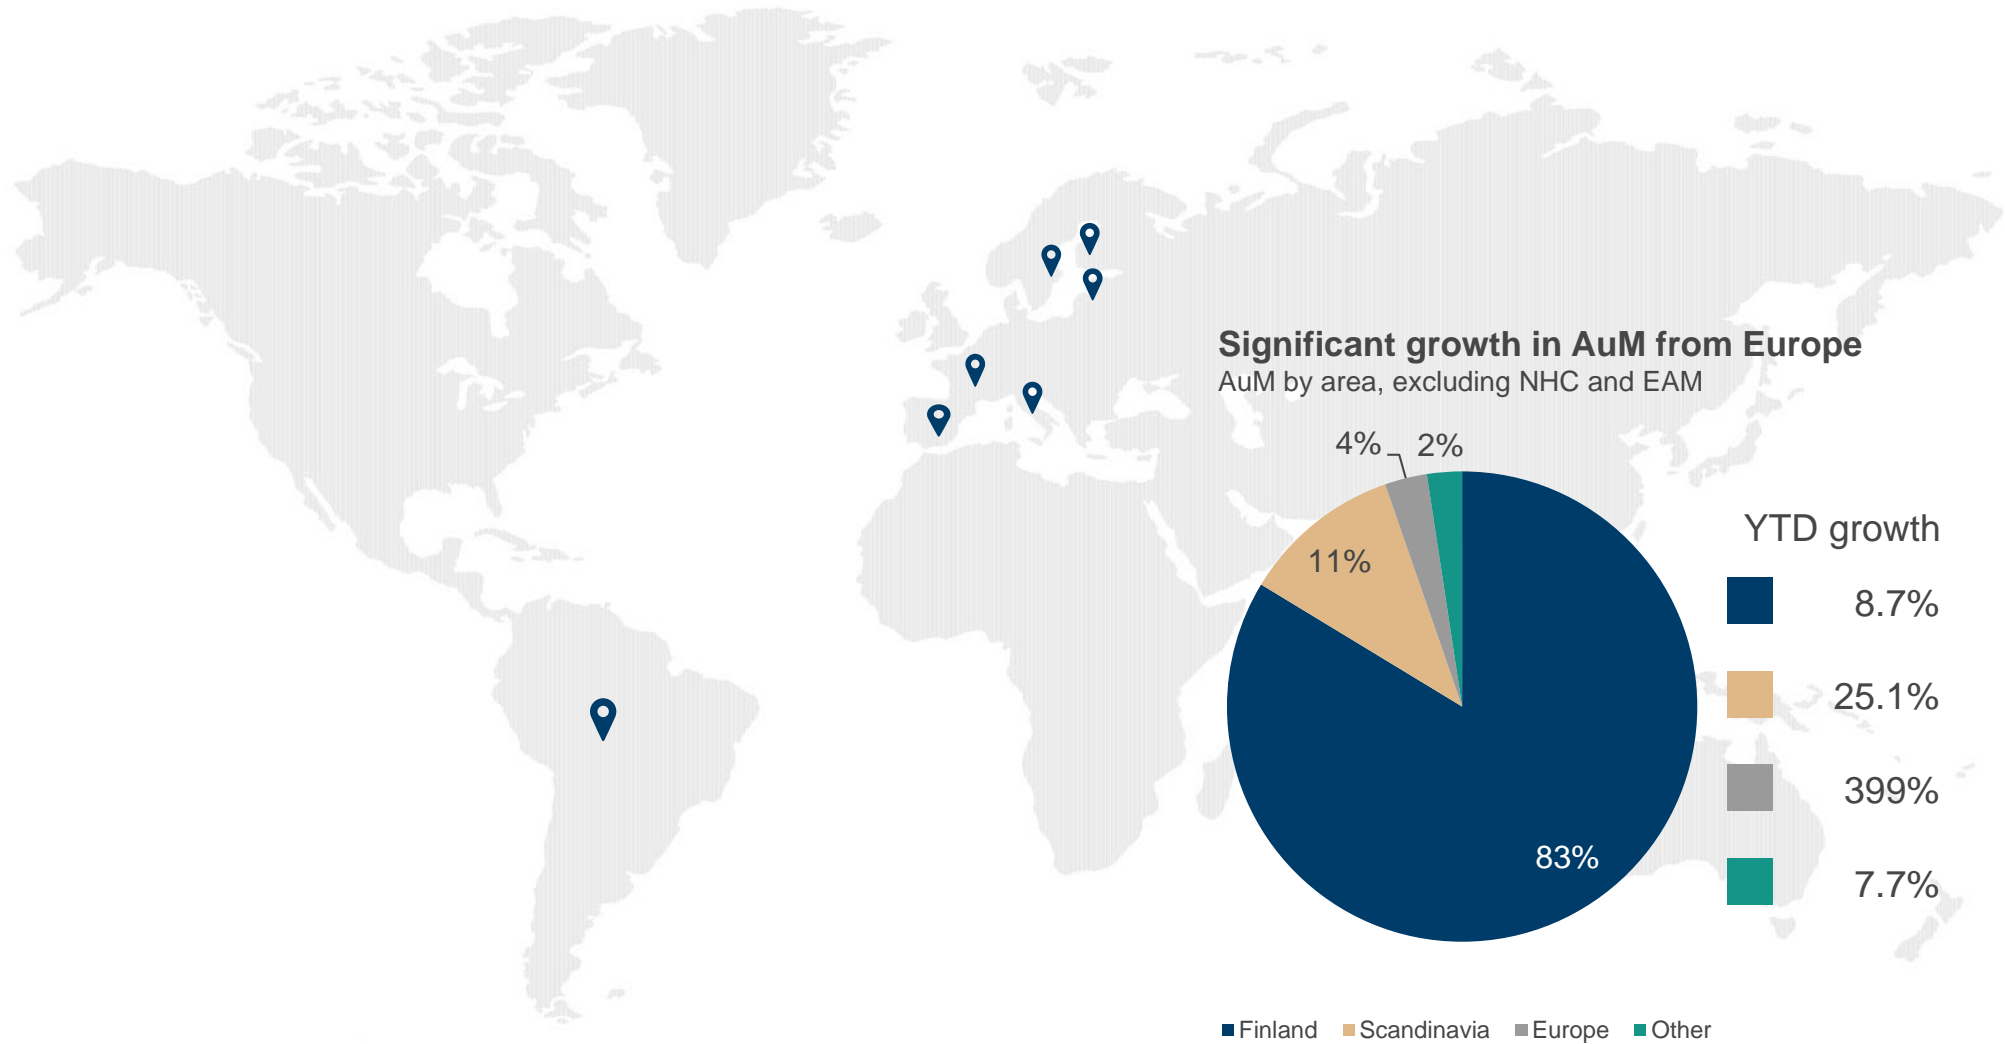 Significant growth in AuM from Europe
AuM by area, excluding NHC and EAM
4%
2%
11%
83%
YTD growth
8.7%
25.1%
399%
7.7%
Finland Scandinavia Europe Other